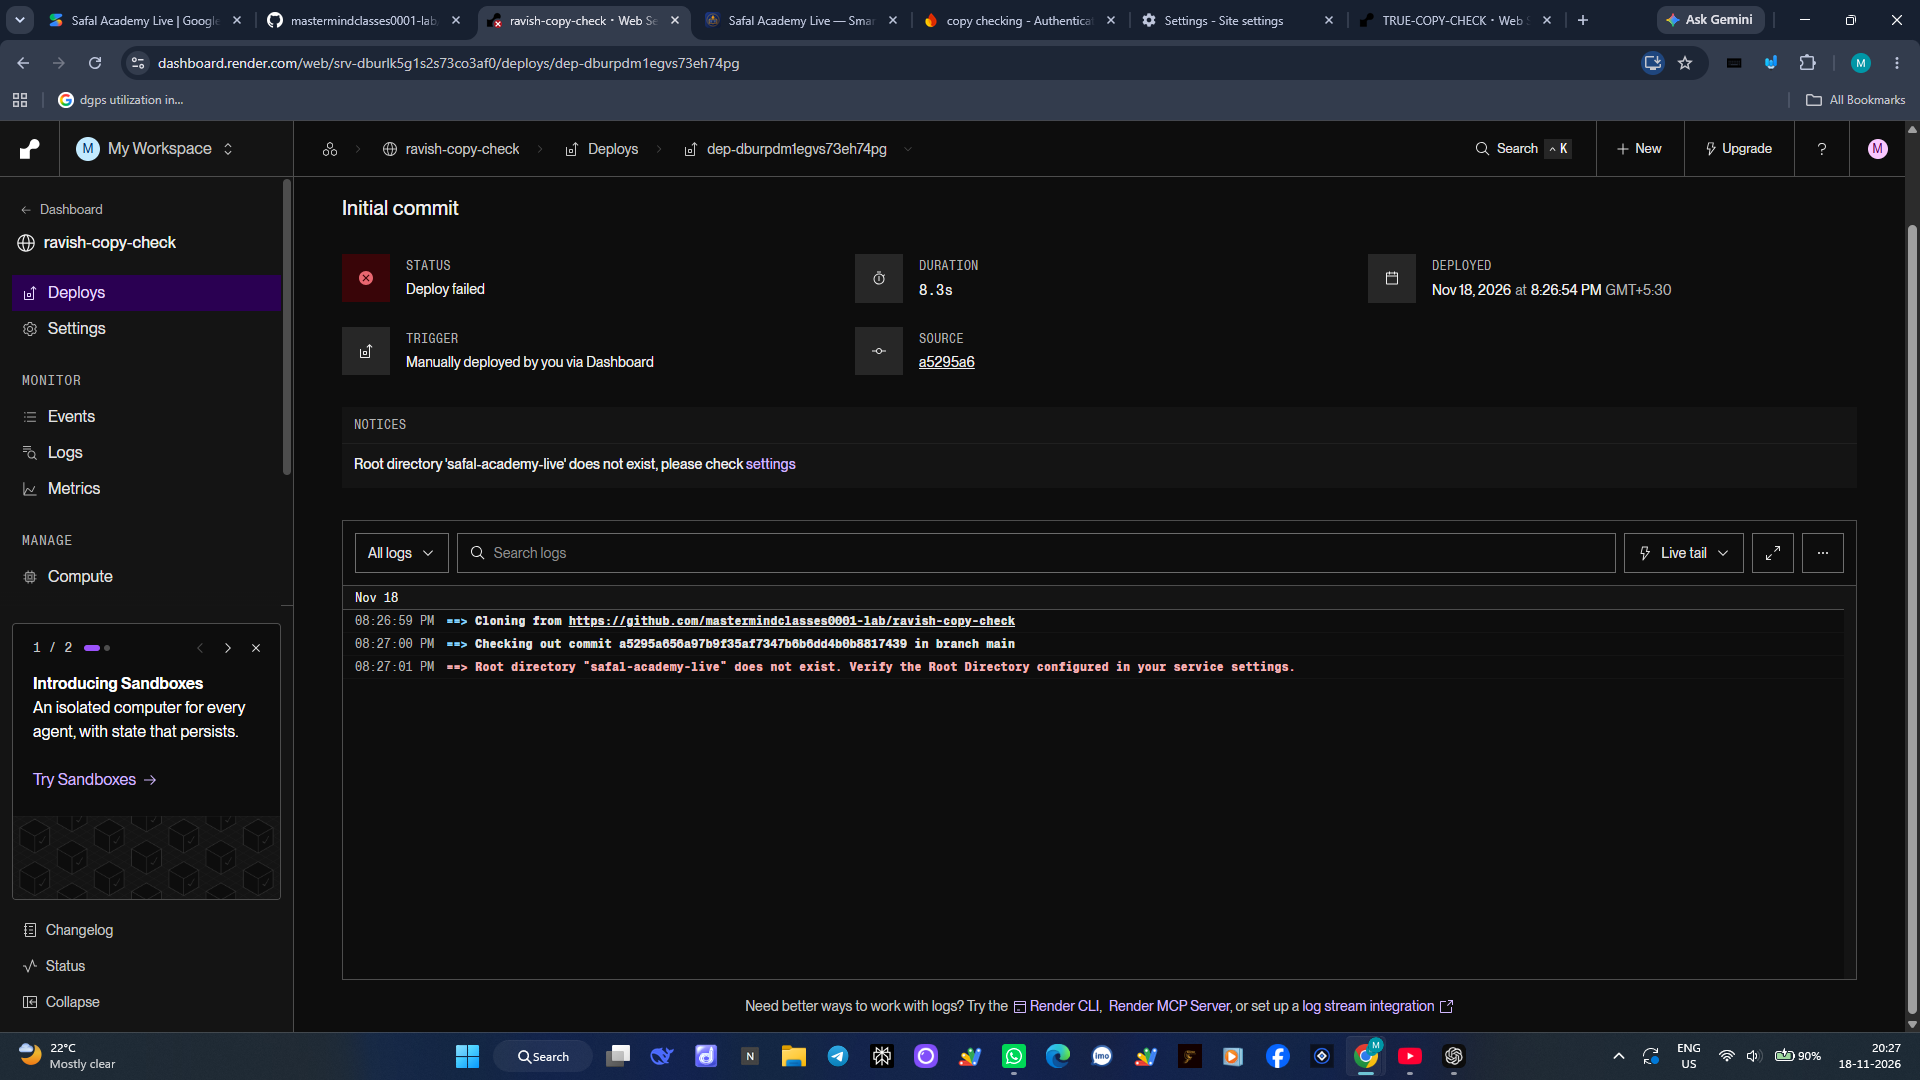 Safal Academy Live | Google
mastermindclasses0001-lab
ravish-copy-check • Web Se
Safal Academy Live — Smar
copy checking - Authenticat
Settings - Site settings
TRUE-COPY-CHECK • Web S
Ask Gemini
dashboard.render.com/web/srv-dburlk5g1s2s73co3af0/deploys/dep-dburpdm1egvs73eh74pg
M
dgps utilization in...
All Bookmarks
M My Workspace
ravish-copy-check
Deploys
dep-dburpdm1egvs73eh74pg
Search ^ K
+ New
Upgrade
?
M
← Dashboard
ravish-copy-check
Deploys
Settings
MONITOR
Events
Logs
Metrics
MANAGE
Compute
1 / 2
Introducing Sandboxes
An isolated computer for every
agent, with state that persists.
Try Sandboxes →
Changelog
Status
Collapse
Initial commit
STATUS
Deploy failed
DURATION
8.3s
DEPLOYED
Nov 18, 2026 at 8:26:54 PM GMT+5:30
TRIGGER
Manually deployed by you via Dashboard
SOURCE
a5295a6
NOTICES
Root directory 'safal-academy-live' does not exist, please check settings
All logs
Search logs
Live tail
...
Nov 18
08:26:59 PM ==> Cloning from https://github.com/mastermindclasses0001-lab/ravish-copy-check
08:27:00 PM ==> Checking out commit a5295a656a97b9f35af7347b6b6dd4b0b8817439 in branch main
08:27:01 PM ==> Root directory "safal-academy-live" does not exist. Verify the Root Directory configured in your service settings.
Need better ways to work with logs? Try the Render CLI, Render MCP Server, or set up a log stream integration
22°C
Mostly clear
Search
N
imo
M
ENG
US
90%
20:27
18-11-2026